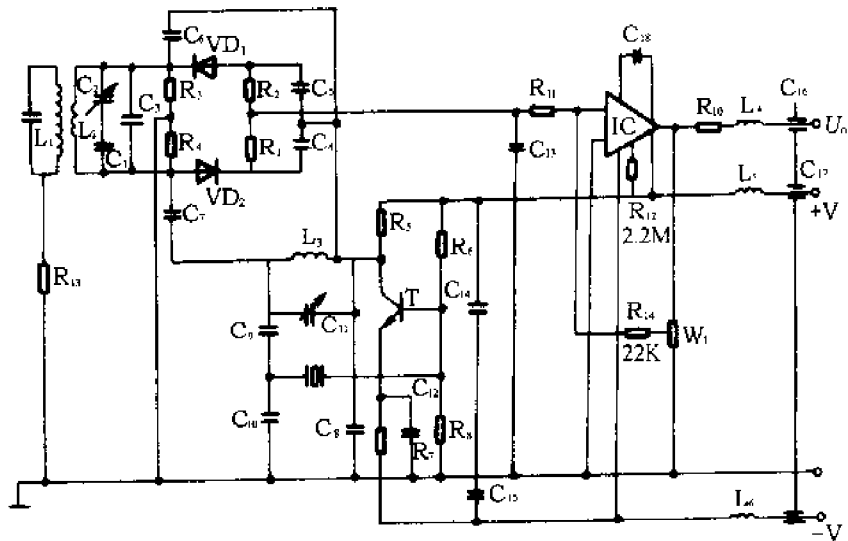 C₆
VD₁
C₁₈
C₂
C₃
R₃
R₂
C₅
R₁₁
IC
R₁₀
L₄
C₁₆
U₀
L₁
L₂
R₄
R₁
C₄
C₁₃
C₁
VD₂
C₁₇
L₅
+V
R₁₂
2.2M
C₇
L₃
R₅
R₆
R₁₃
C₁₄
T
C₁₁
R₁₄
22K
W₁
C₉
C₁₂
C₁₀
C₈
R₇
R₈
C₁₅
L₆
−V